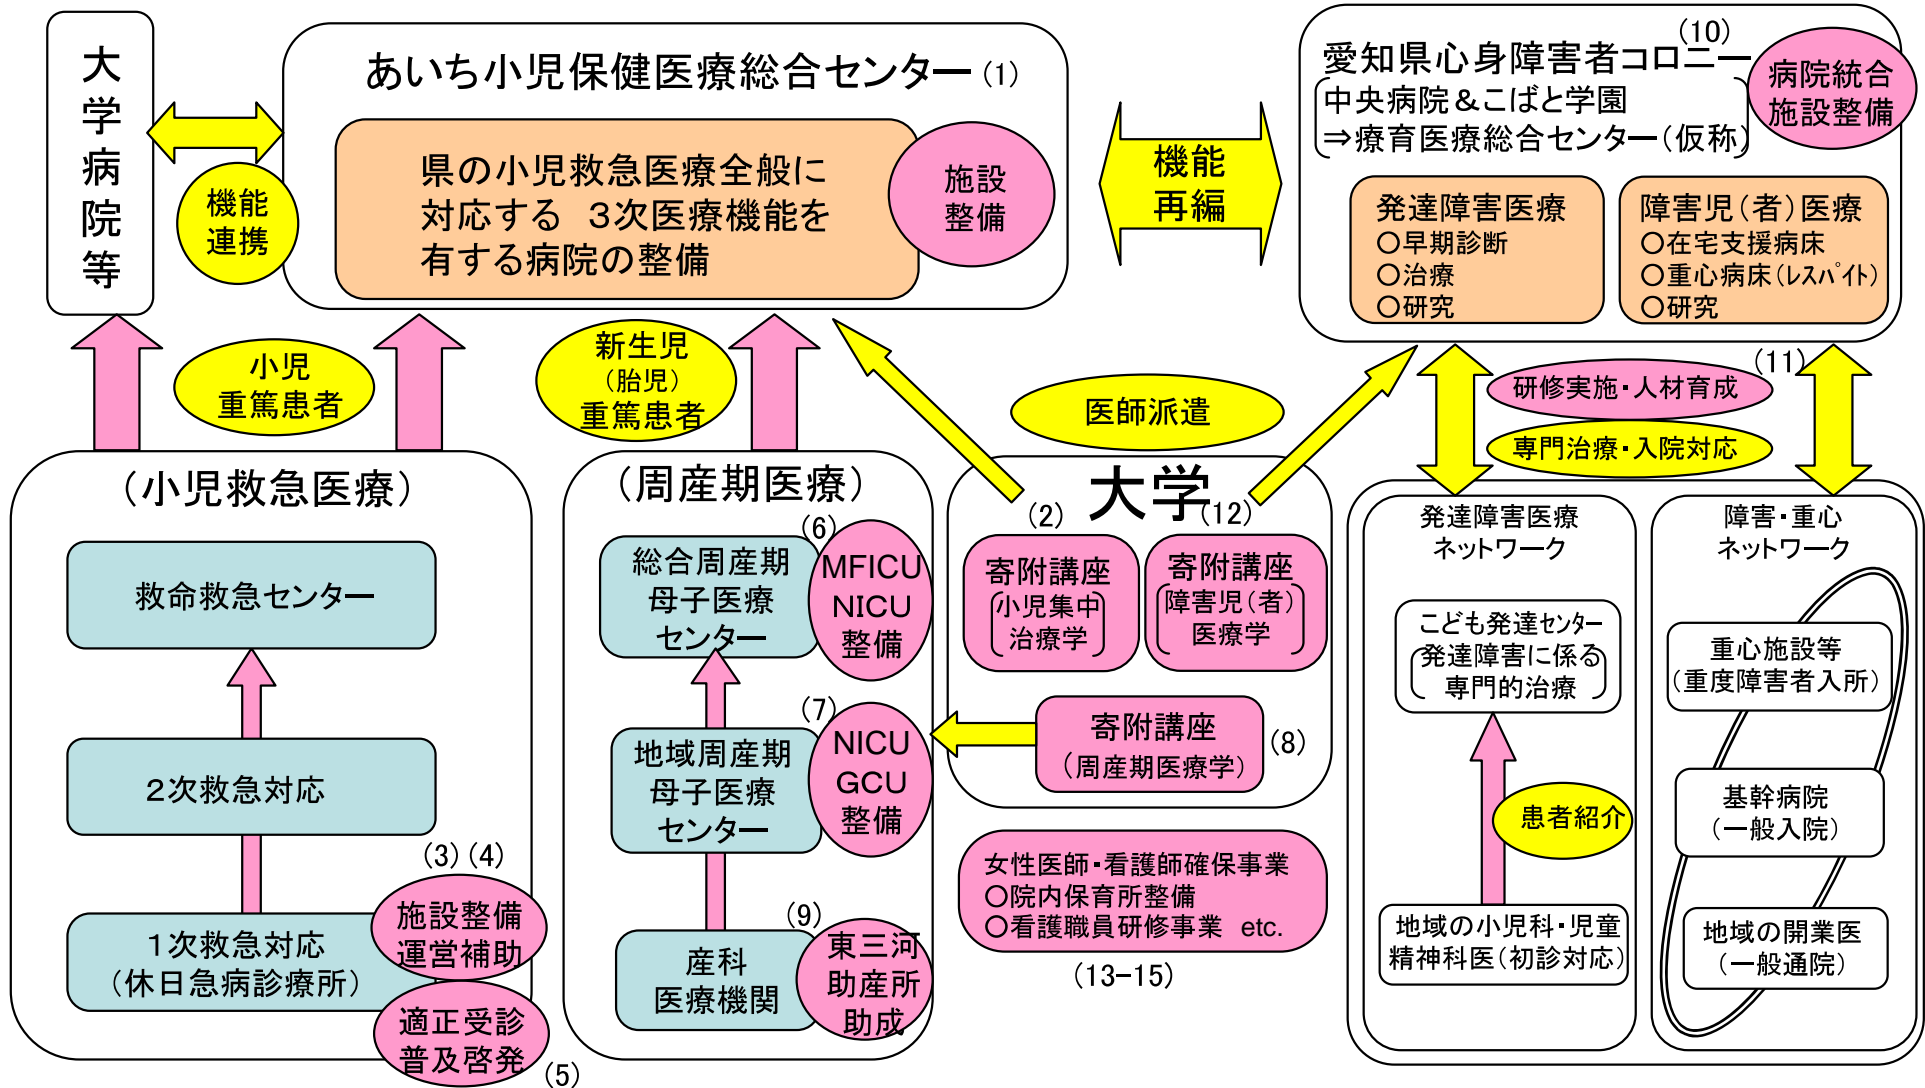 大学病院等
あいち小児保健医療総合センター (1)
県の小児救急医療全般に
対応する　3次医療機能を
有する病院の整備
施設
整備
機能
連携
機能
再編
(10)
愛知県心身障害者コロニー
中央病院＆こばと学園
⇒療育医療総合センター(仮称)
病院統合
施設整備
発達障害医療
○早期診断
○治療
○研究
障害児(者)医療
○在宅支援病床
○重心病床(ﾚｽﾊﾟｲﾄ)
○研究
小児
重篤患者
新生児
(胎児)
重篤患者
医師派遣
(11)
研修実施・人材育成
専門治療・入院対応
(小児救急医療)
救命救急センター
2次救急対応
(3) (4)
1次救急対応
(休日急病診療所)
施設整備
運営補助
適正受診
普及啓発
(5)
(周産期医療)
(6)
総合周産期
母子医療
センター
MFICU
NICU
整備
(7)
地域周産期
母子医療
センター
NICU
GCU
整備
(9)
産科
医療機関
東三河
助産所
助成
大学
(2)
(12)
寄附講座
小児集中
治療学
寄附講座
障害児(者)
医療学
寄附講座
(周産期医療学)
(8)
女性医師・看護師確保事業
○院内保育所整備
○看護職員研修事業　etc.
(13-15)
発達障害医療
ネットワーク
こども発達センター
発達障害に係る
専門的治療
患者紹介
地域の小児科・児童
精神科医(初診対応)
障害・重心
ネットワーク
重心施設等
(重度障害者入所)
基幹病院
(一般入院)
地域の開業医
(一般通院)